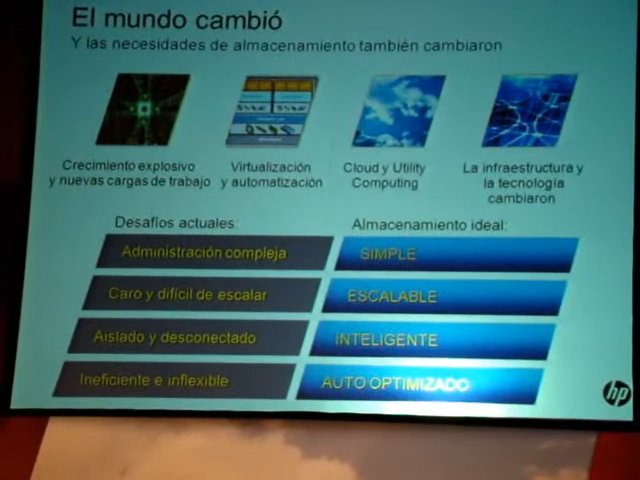 El mundo cambió
Y las necesidades de almacenamiento también cambiaron
Crecimiento explosivo
y nuevas cargas de trabajo
Virtualización
y automatización
Cloud y Utility
Computing
La infraestructura y
la tecnología
cambiaron
Desafíos actuales:
Almacenamiento ideal:
Administración compleja
SIMPLE
Caro y difícil de escalar
ESCALABLE
Aislado y desconectado
INTELIGENTE
Ineficiente e inflexible
AUTO OPTIMIZADO
hp